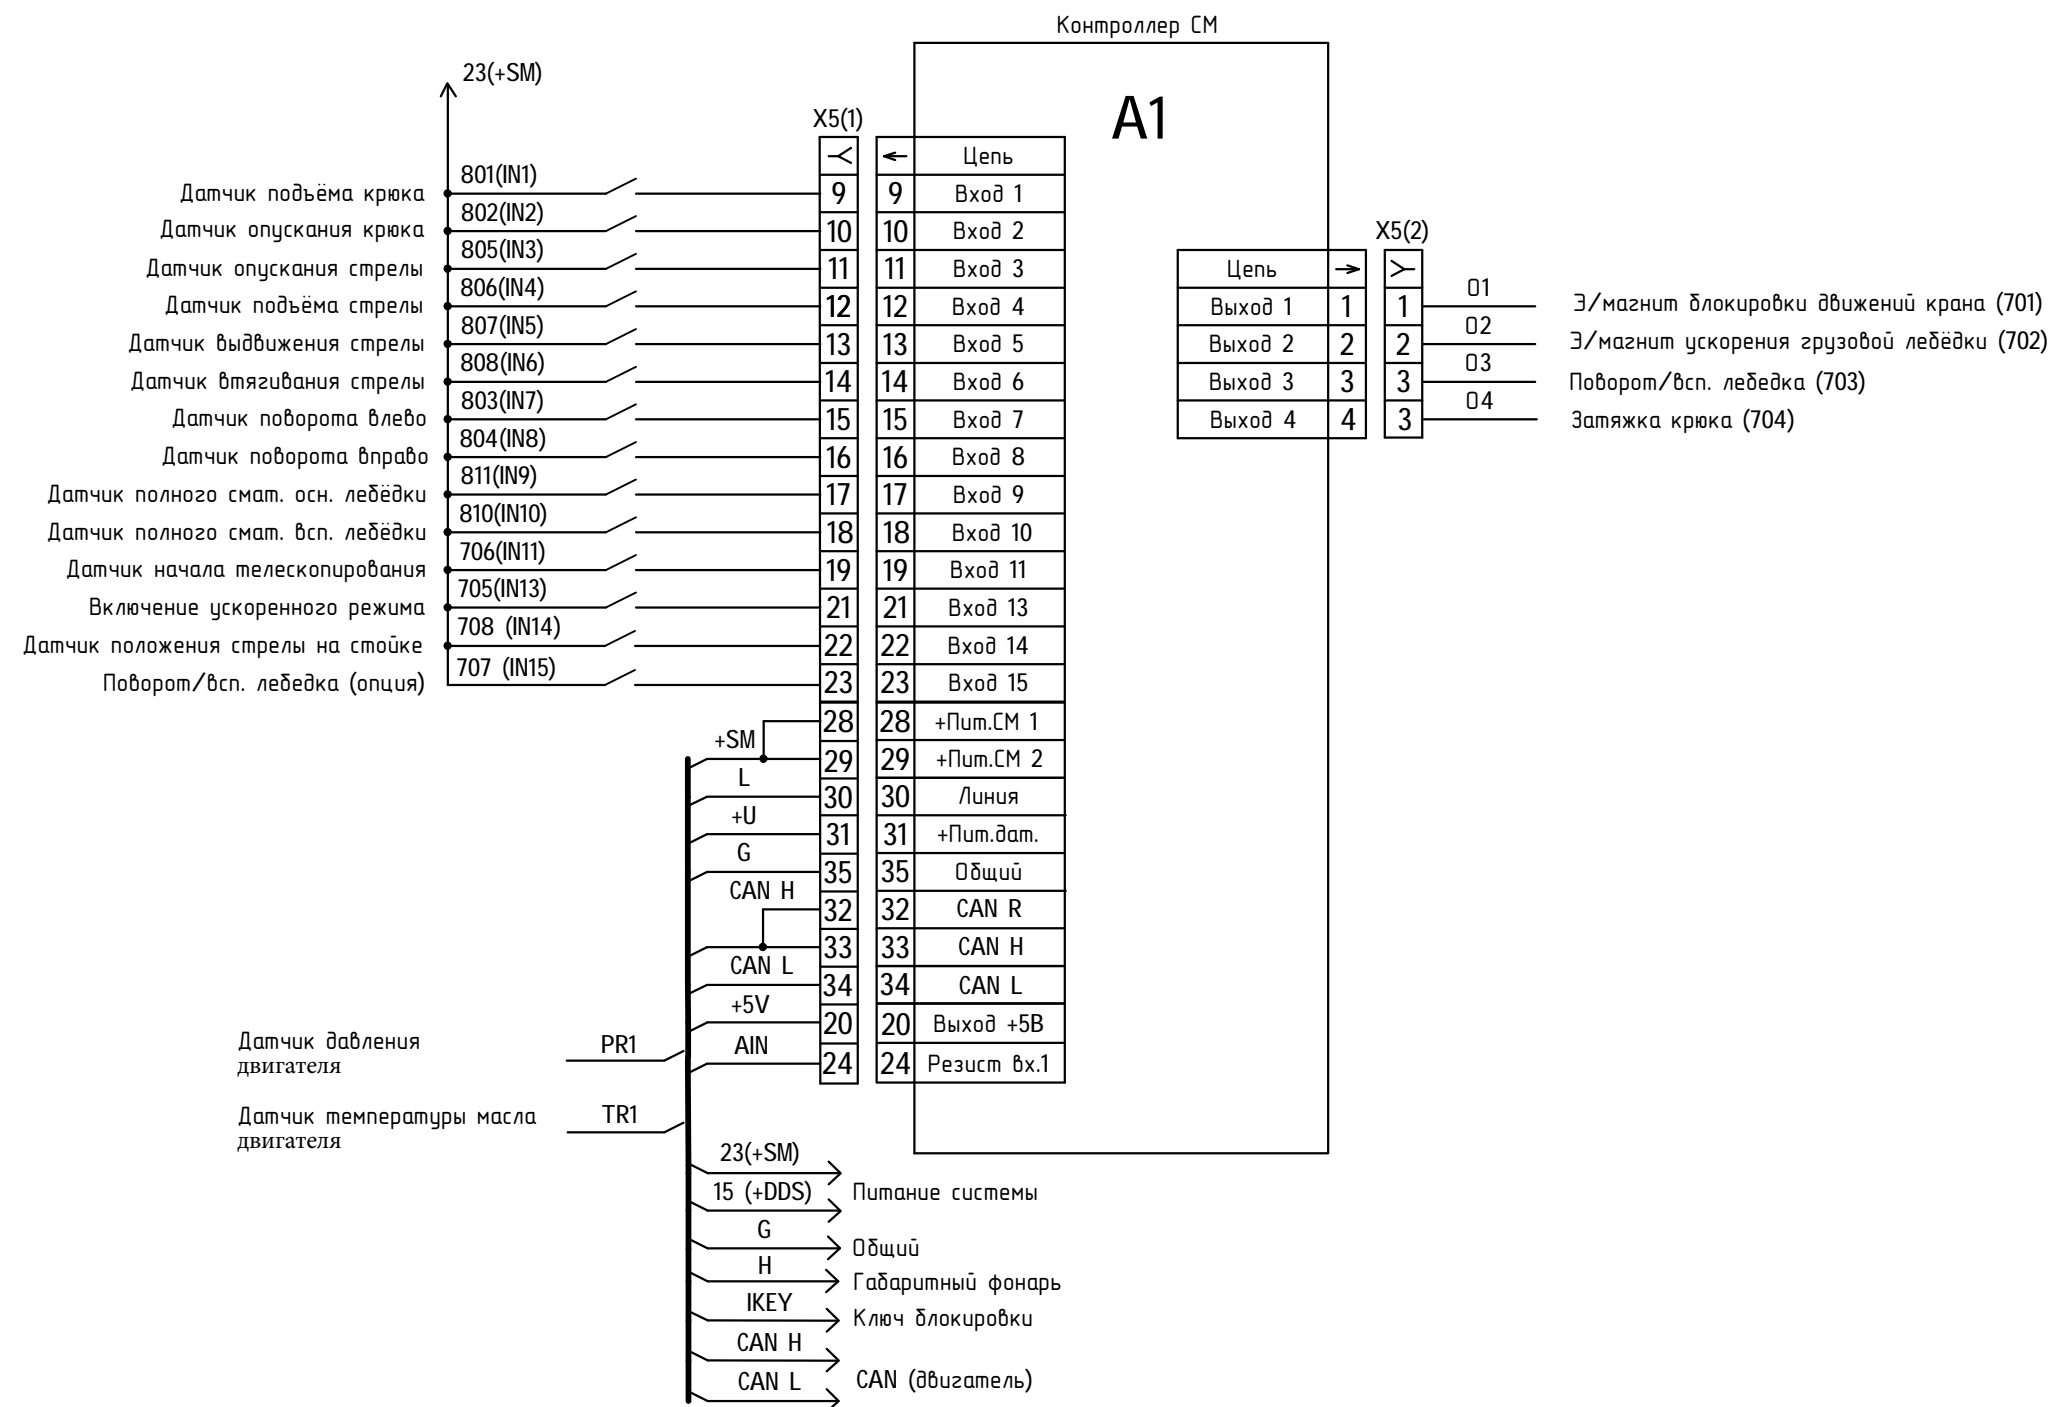 Контроллер СМ
23(+SM)
A1
X5(1)
Цепь
801(IN1)
Датчик подъёма крюка
9 9 Вход 1
802(IN2)
Датчик опускания крюка
10 10 Вход 2
X5(2)
805(IN3)
Датчик опускания стрелы
11 11 Вход 3
Цепь
806(IN4)
Датчик подъёма стрелы
12 12 Вход 4
O1
Выход 1 1 1
Э/магнит блокировки движений крана (701)
807(IN5)
Датчик выдвижения стрелы
13 13 Вход 5
O2
Выход 2 2 2
Э/магнит ускорения грузовой лебёдки (702)
808(IN6)
Датчик втягивания стрелы
14 14 Вход 6
O3
Выход 3 3 3
Поворот/всп. лебедка (703)
803(IN7)
Датчик поворота влево
15 15 Вход 7
O4
Выход 4 4 3
Затяжка крюка (704)
804(IN8)
Датчик поворота вправо
16 16 Вход 8
811(IN9)
Датчик полного смат. осн. лебёдки
17 17 Вход 9
810(IN10)
Датчик полного смат. всп. лебёдки
18 18 Вход 10
706(IN11)
Датчик начала телескопирования
19 19 Вход 11
705(IN13)
Включение ускоренного режима
21 21 Вход 13
708 (IN14)
Датчик положения стрелы на стойке
22 22 Вход 14
707 (IN15)
Поворот/всп. лебедка (опция)
23 23 Вход 15
28 28 +Пит.СМ 1
+SM
29 29 +Пит.СМ 2
L
30 30 Линия
+U
31 31 +Пит.дат.
G
35 35 Общий
CAN H
32 32 CAN R
33 33 CAN H
CAN L
34 34 CAN L
+5V
20 20 Выход +5В
AIN
24 24 Резист вх.1
Датчик давления
двигателя
PR1
Датчик температуры масла
двигателя
TR1
23(+SM)
15 (+DDS)
Питание системы
G
Общий
H
Габаритный фонарь
IKEY
Ключ блокировки
CAN H
CAN L
CAN (двигатель)